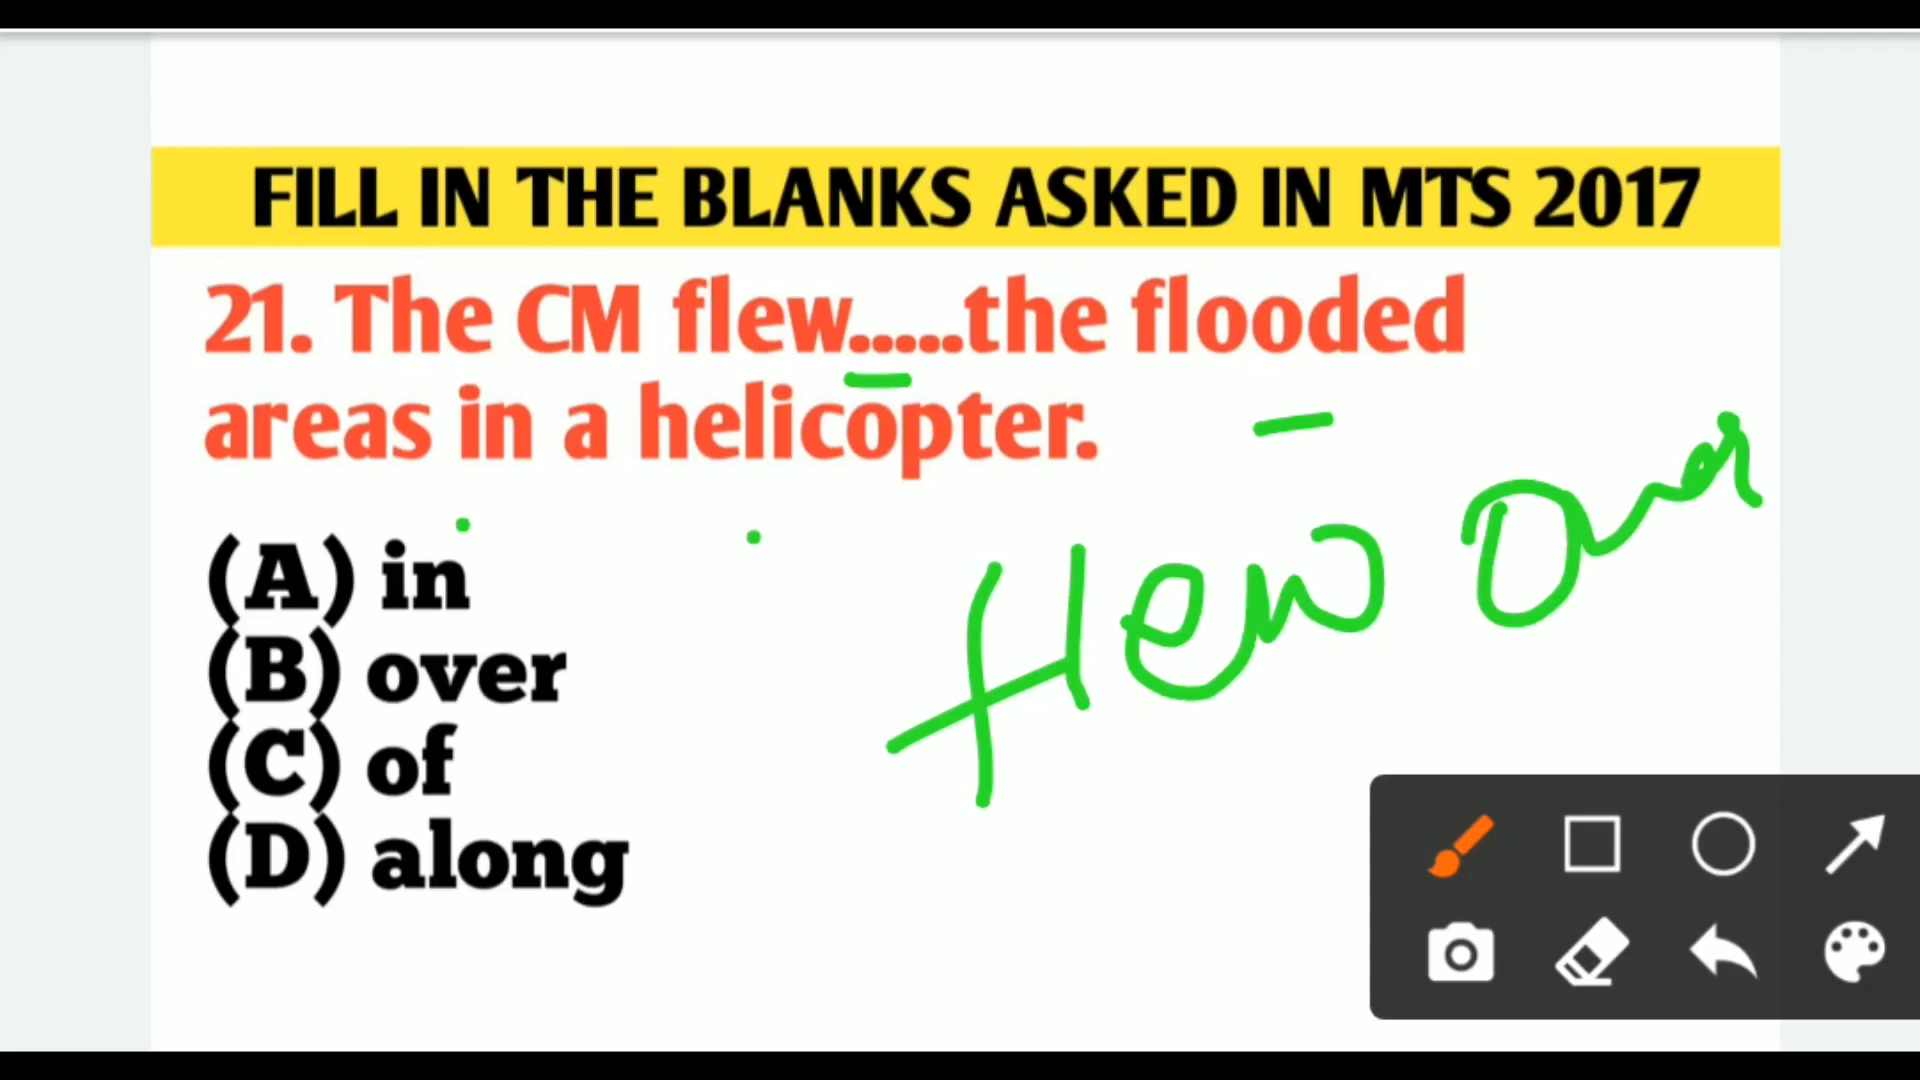 FILL IN THE BLANKS ASKED IN MTS 2017
21. The CM flew.....the flooded
areas in a helicopter.
(A) in
(B) over
(C) of
(D) along
flew over